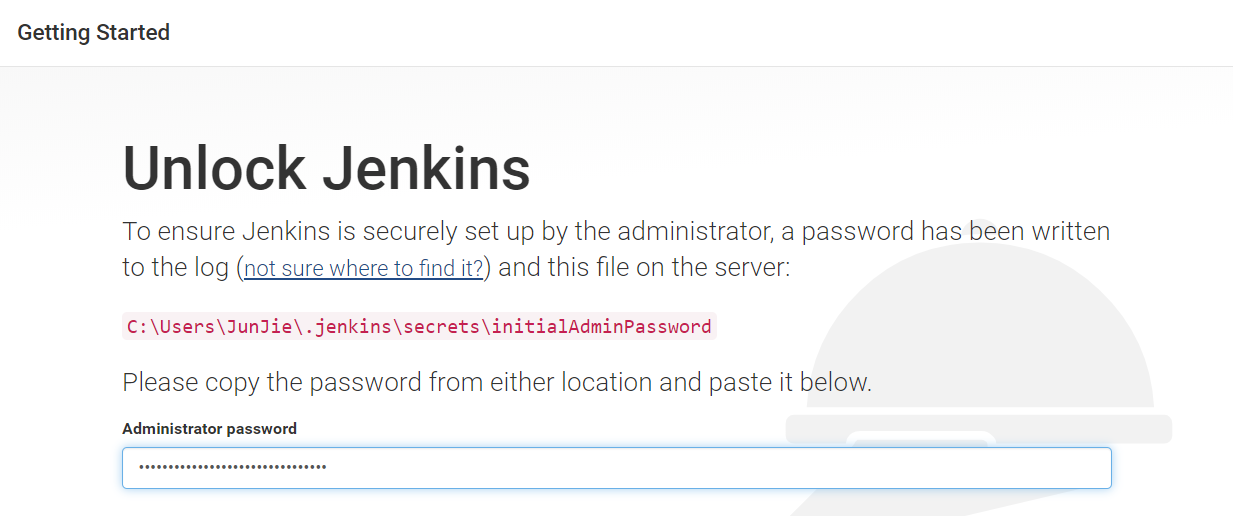 Getting Started
Unlock Jenkins
To ensure Jenkins is securely set up by the administrator, a password has been written
to the log (not sure where to find it?) and this file on the server:
C:\Users\JunJie\.jenkins\secrets\initialAdminPassword
Please copy the password from either location and paste it below.
Administrator password
••••••••••••••••••••••••••••••••